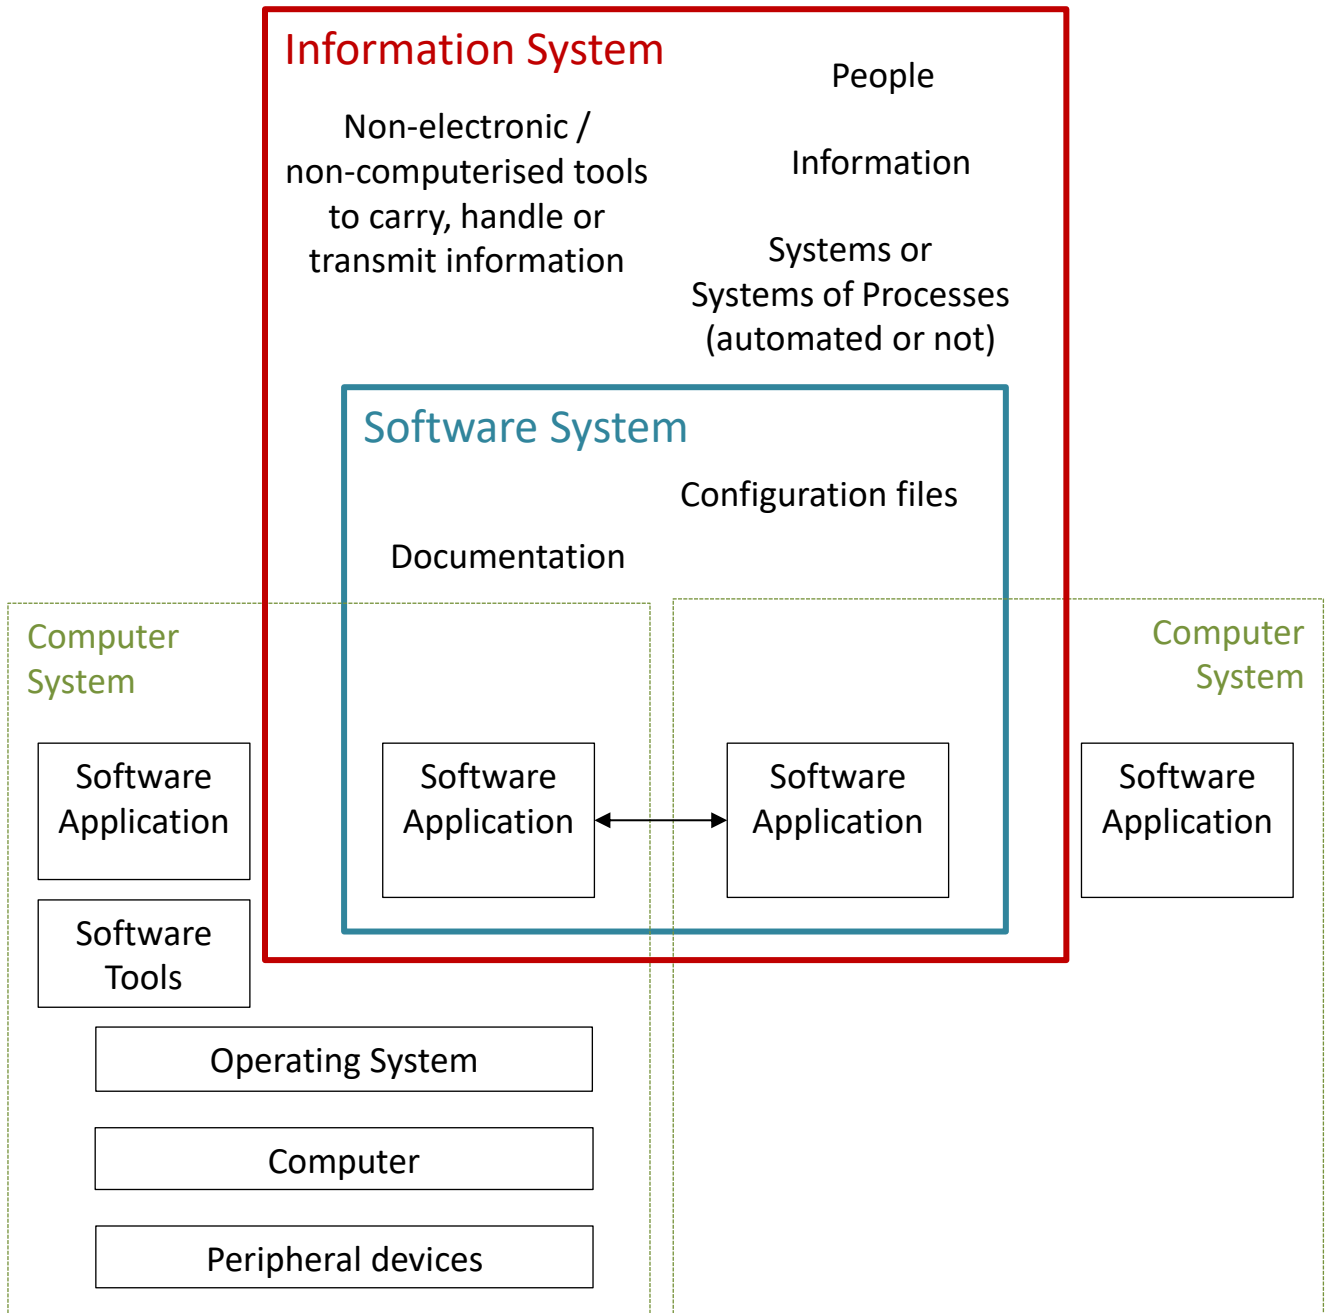 Information System
People
Non-electronic /
non-computerised tools
to carry, handle or
transmit information
Information
Systems or
Systems of Processes
(automated or not)
Software System
Configuration files
Documentation
Computer
System
Computer
System
Software
Application
Software
Application
Software
Application
Software
Application
Software
Tools
Operating System
Computer
Peripheral devices